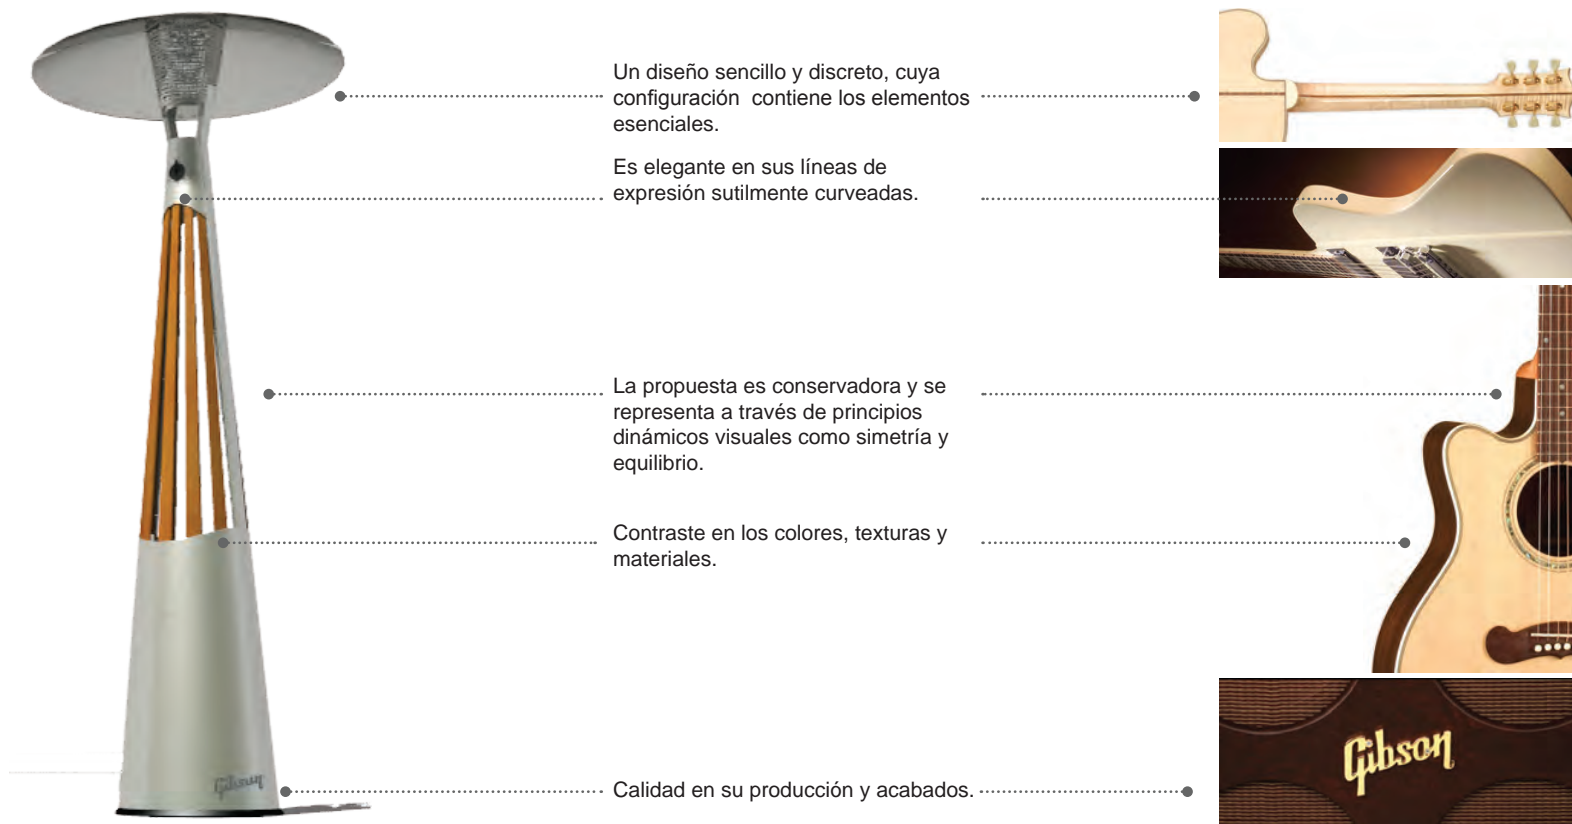 Un diseño sencillo y discreto, cuya
configuración contiene los elementos
esenciales.
Es elegante en sus líneas de
expresión sutilmente curveadas.
La propuesta es conservadora y se
representa a través de principios
dinámicos visuales como simetría y
equilibrio.
Contraste en los colores, texturas y
materiales.
Gibson
Gibson
Calidad en su producción y acabados.